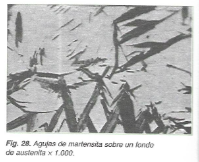 Fig. 28. Agujas de martensita sobre un fondo
de austenita x 1.000.